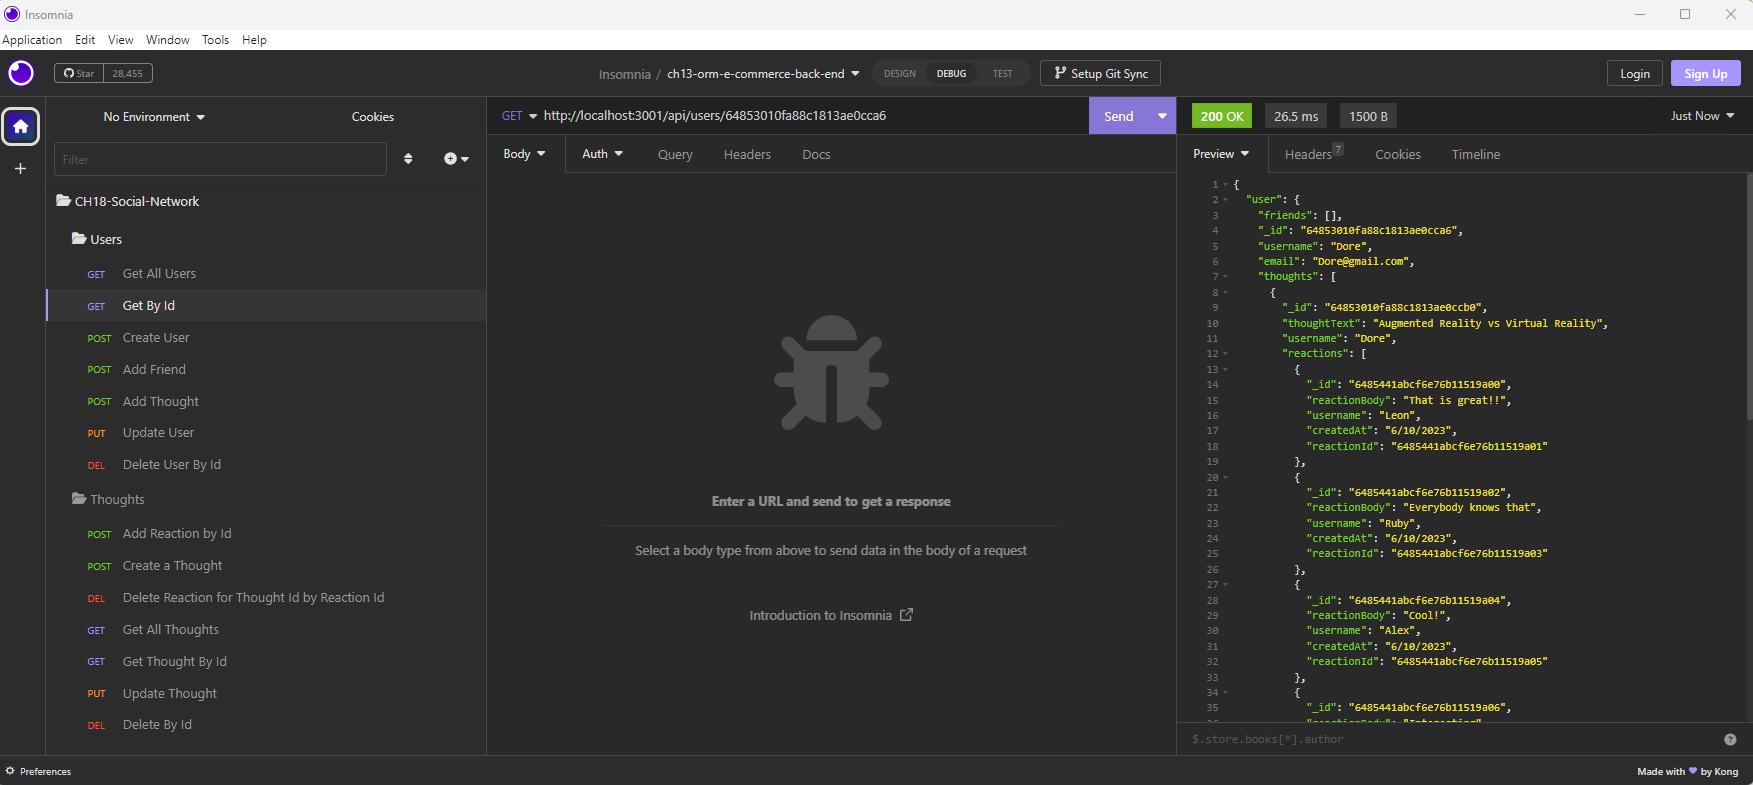 Insomnia
Application Edit View Window Tools Help
Star 28,455
Insomnia / ch13-orm-e-commerce-back-end
DESIGN DEBUG TEST
Setup Git Sync
Login
Sign Up
No Environment
Cookies
Filter
CH18-Social-Network
Users
GET Get All Users
GET Get By Id
POST Create User
POST Add Friend
POST Add Thought
PUT Update User
DEL Delete User By Id
Thoughts
POST Add Reaction by Id
POST Create a Thought
DEL Delete Reaction for Thought Id by Reaction Id
GET Get All Thoughts
GET Get Thought By Id
PUT Update Thought
DEL Delete By Id
GET http://localhost:3001/api/users/64853010fa88c1813ae0cca6
Send
Body Auth Query Headers Docs
Enter a URL and send to get a response
Select a body type from above to send data in the body of a request
Introduction to Insomnia
200 OK 26.5 ms 1500 B
Just Now
Preview Headers 7 Cookies Timeline
1 {
2 "user": {
3 "friends": [],
4 "_id": "64853010fa88c1813ae0cca6",
5 "username": "Dore",
6 "email": "Dore@gmail.com",
7 "thoughts": [
8 {
9 "_id": "64853010fa88c1813ae0ccb0",
10 "thoughtText": "Augmented Reality vs Virtual Reality",
11 "username": "Dore",
12 "reactions": [
13 {
14 "_id": "6485441abcf6e76b11519a00",
15 "reactionBody": "That is great!!",
16 "username": "Leon",
17 "createdAt": "6/10/2023",
18 "reactionId": "6485441abcf6e76b11519a01"
19 },
20 {
21 "_id": "6485441abcf6e76b11519a02",
22 "reactionBody": "Everybody knows that",
23 "username": "Ruby",
24 "createdAt": "6/10/2023",
25 "reactionId": "6485441abcf6e76b11519a03"
26 },
27 {
28 "_id": "6485441abcf6e76b11519a04",
29 "reactionBody": "Cool!",
30 "username": "Alex",
31 "createdAt": "6/10/2023",
32 "reactionId": "6485441abcf6e76b11519a05"
33 },
34 {
35 "_id": "6485441abcf6e76b11519a06",
36 "reactionBody": "Interesting"
$.store.books[*].author
Preferences
Made with by Kong